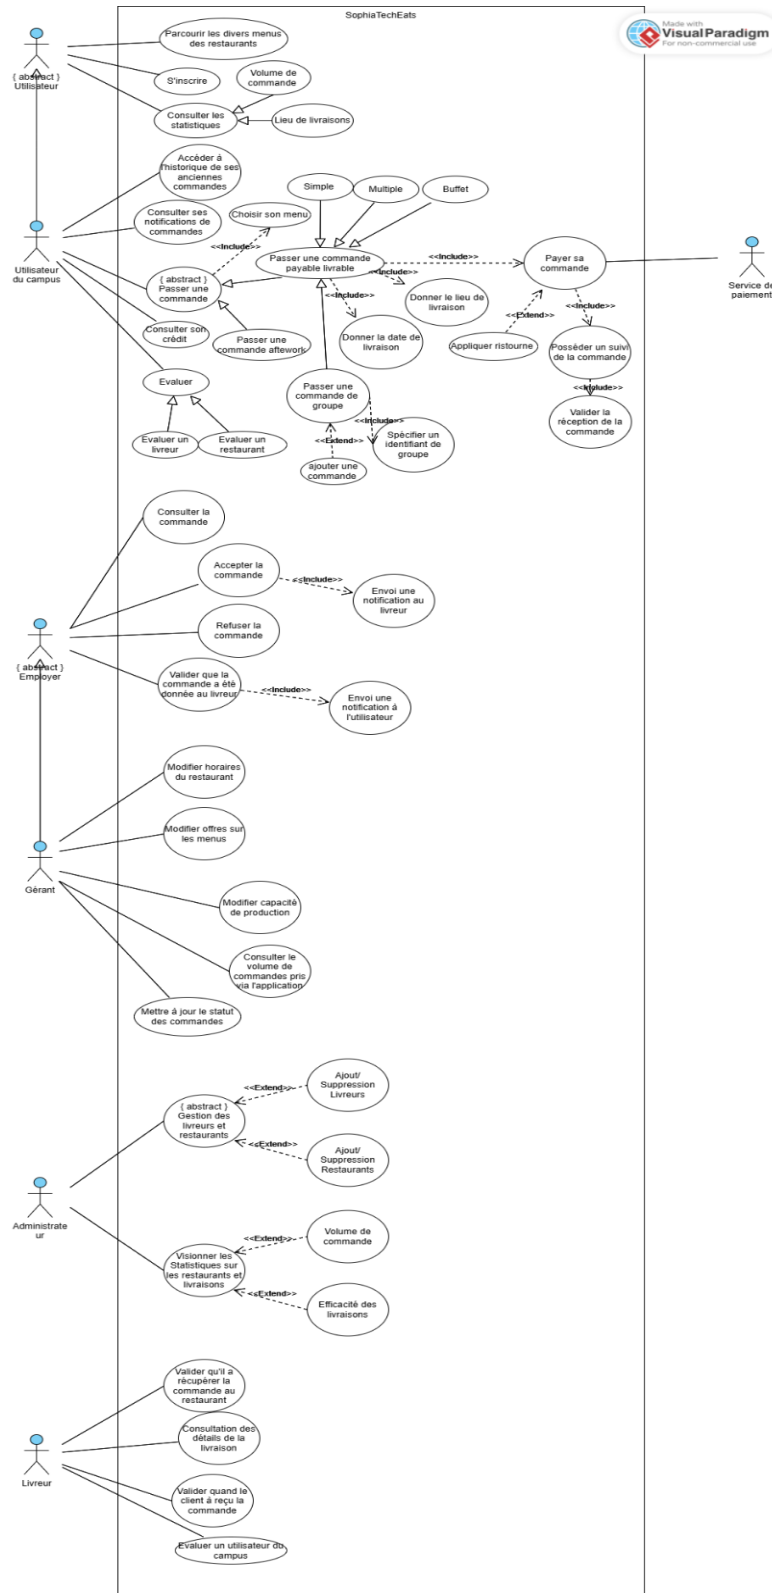 SophiaTechEats
Made with
Visual Paradigm
For non-commercial use
Parcourir les divers menus
des restaurants
{ abstract }
Utilisateur
S'inscrire
Volume de
commande
Consulter les
statistiques
Lieu de livraisons
Accéder á
l'historique de ses
anciennes
commandes
Simple
Multiple
Buffet
Consulter ses
notifications de
commandes
Choisir son menu
<<Include>>
Utilisateur
du campus
Passer une commande
payable livrable
<<Include>>
Payer sa
commande
Service de
paiement
{ abstract }
Passer une
commande
<<Include>>
<<Include>>
Donner le lieu de
livraison
<<Include>>
<<Extend>>
Consulter son
crédit
Passer une
commande aftework
Donner la date de
livraison
Appliquer ristourne
Posséder un suivi
de la commande
Evaluer
Passer une
commande de
groupe
<<Include>>
Valider la
réception de la
commande
<<Include>>
Evaluer un
livreur
Evaluer un
restaurant
<<Extend>>
Spécifier un
identifiant de
groupe
ajouter une
commande
Consulter la
commande
Accepter la
commande
<<Include>>
Envoi une
notification au
livreur
Refuser la
commande
{ abstract }
Employer
Valider que la
commande a été
donnée au livreur
<<Include>>
Envoi une
notification á
l'utilisateur
Modifier horaires
du restaurant
Modifier offres sur
les menus
Gérant
Modifier capacité
de production
Consulter le
volume de
commandes pris
via l'application
Mettre á jour le statut
des commandes
Ajout/
Suppression
Livreurs
<<Extend>>
{ abstract }
Gestion des
livreurs et
restaurants
<<Extend>>
Ajout/
Suppression
Restaurants
Administrate
ur
<<Extend>>
Volume de
commande
Visionner les
Statistiques sur
les restaurants et
livraisons
<<Extend>>
Efficacité des
livraisons
Valider qu'il a
récupérer la
commande au
restaurant
Consultation des
détails de la
livraison
Livreur
Valider quand le
client á reçu la
commande
Evaluer un utilisateur du
campus